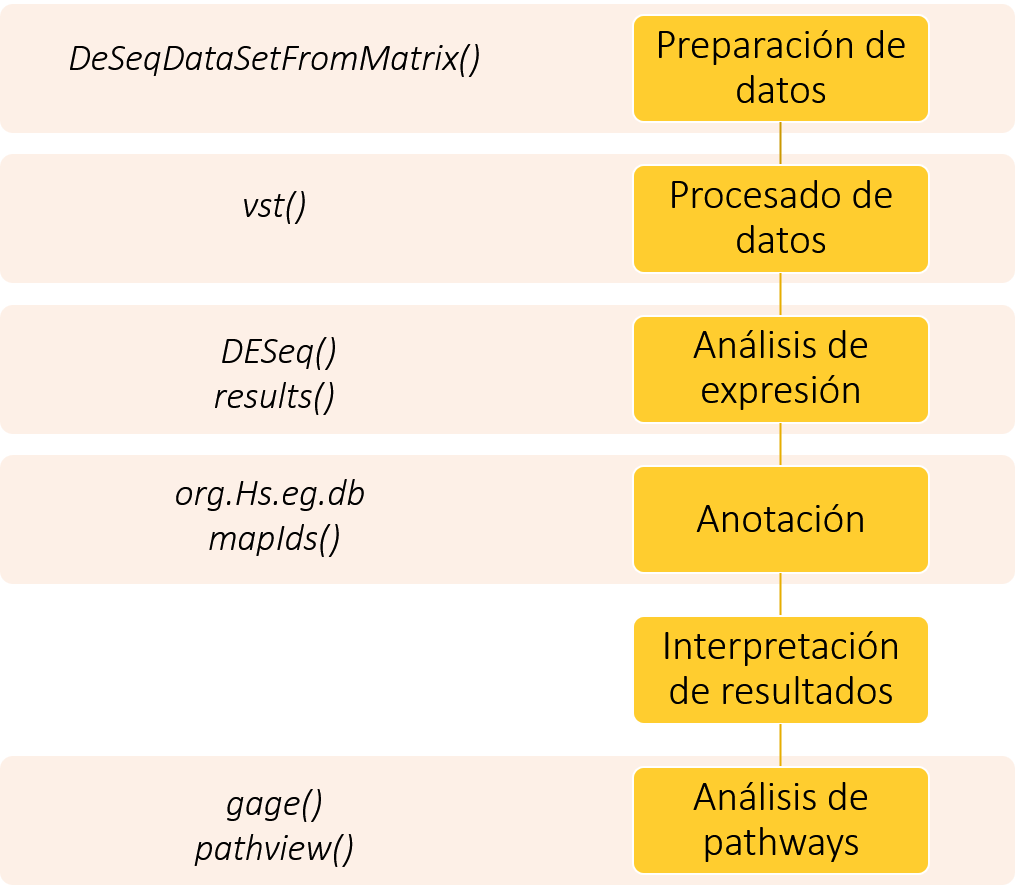 DeSeqDataSetFromMatrix()
Preparación de
datos
vst()
Procesado de
datos
DESeq()
results()
Análisis de
expresión
org.Hs.eg.db
mapIds()
Anotación
Interpretación
de resultados
gage()
pathview()
Análisis de
pathways